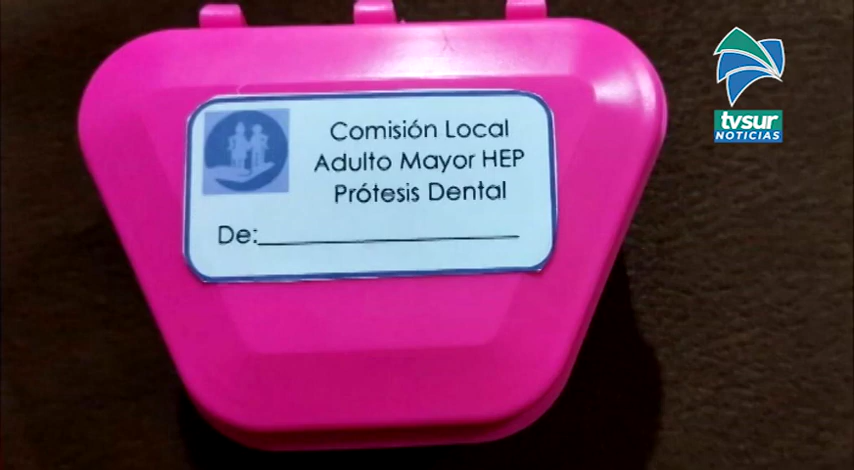 tvsur
NOTICIAS
Comisión Local
Adulto Mayor HEP
Prótesis Dental
De: